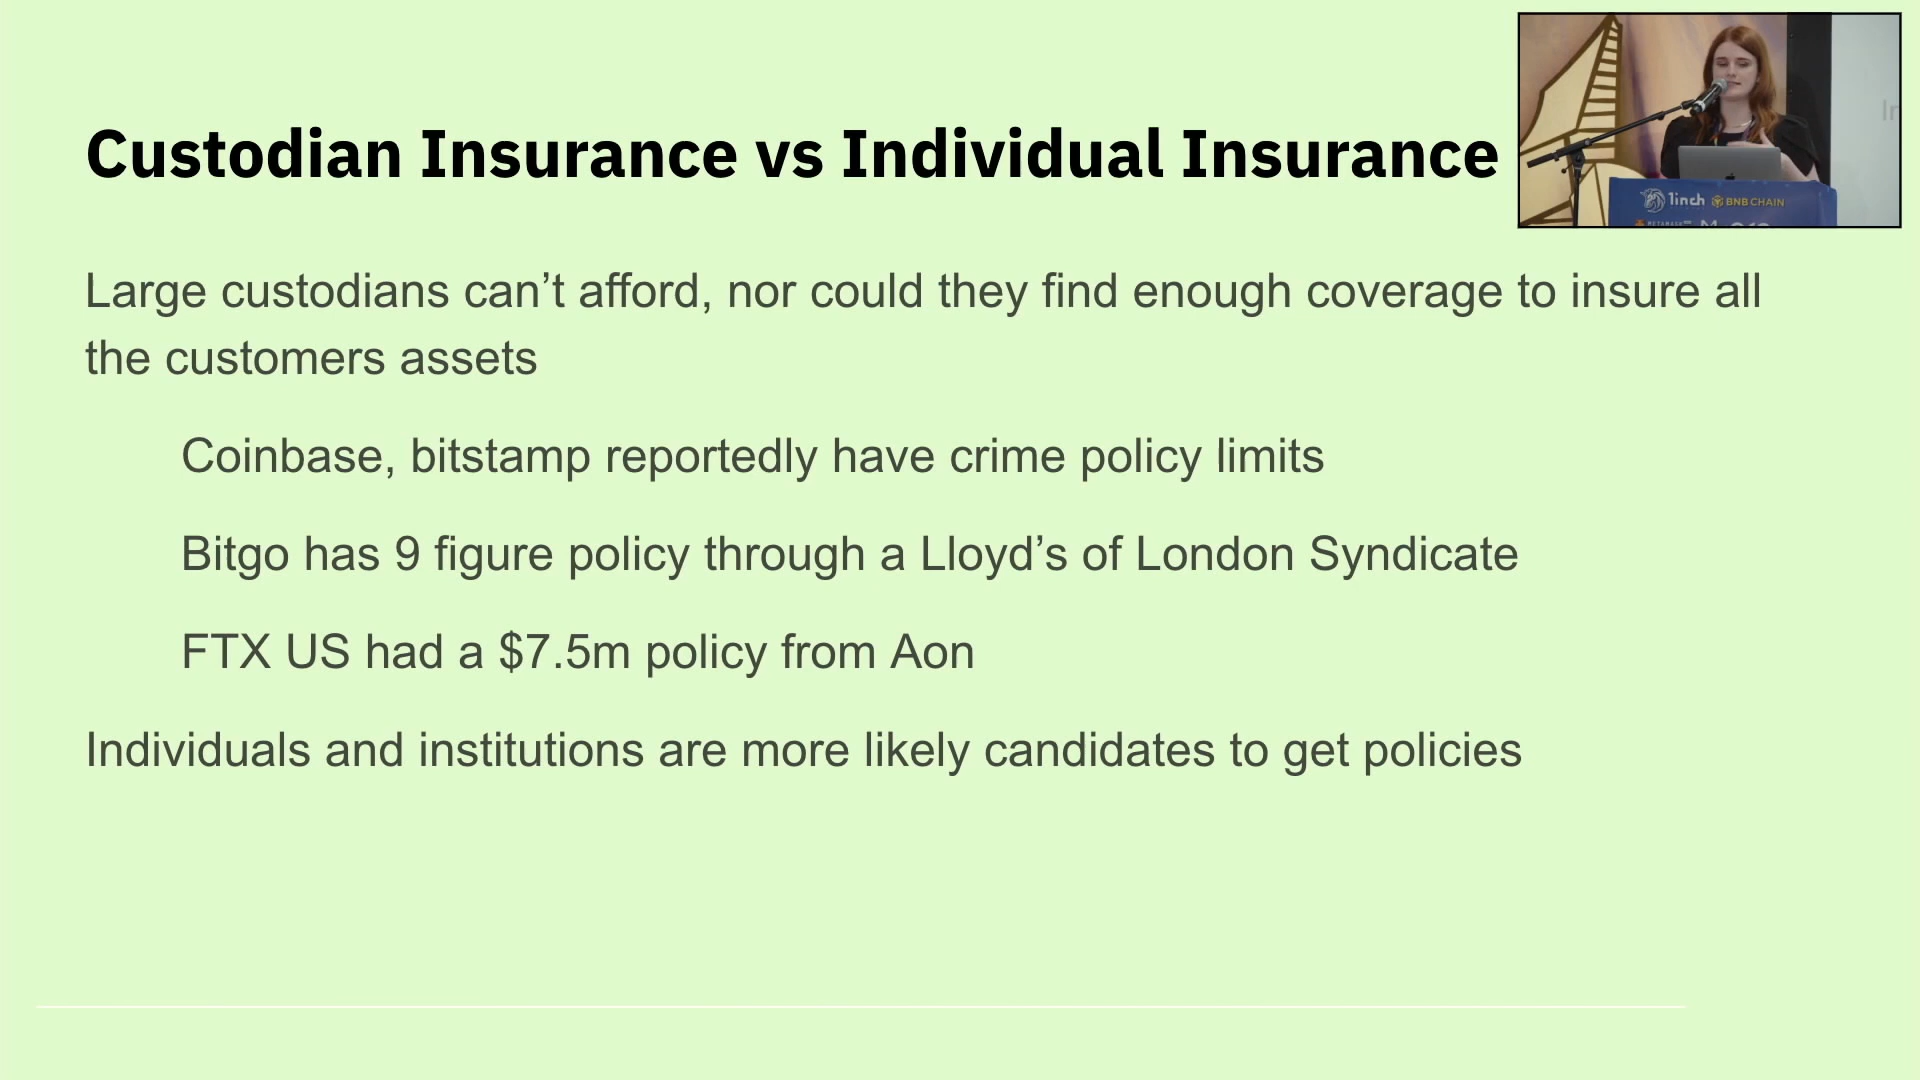 Custodian Insurance vs Individual Insurance
Large custodians can’t afford, nor could they find enough coverage to insure all
the customers assets
Coinbase, bitstamp reportedly have crime policy limits
Bitgo has 9 figure policy through a Lloyd’s of London Syndicate
FTX US had a $7.5m policy from Aon
Individuals and institutions are more likely candidates to get policies
1inch BNB CHAIN
METAMASK